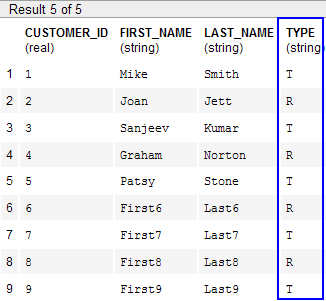 Result 5 of 5
CUSTOMER_ID FIRST_NAME LAST_NAME TYPE
(real) (string) (string) (string)
1 1 Mike Smith T
2 2 Joan Jett R
3 3 Sanjeev Kumar T
4 4 Graham Norton R
5 5 Patsy Stone T
6 6 First6 Last6 R
7 7 First7 Last7 T
8 8 First8 Last8 R
9 9 First9 Last9 T